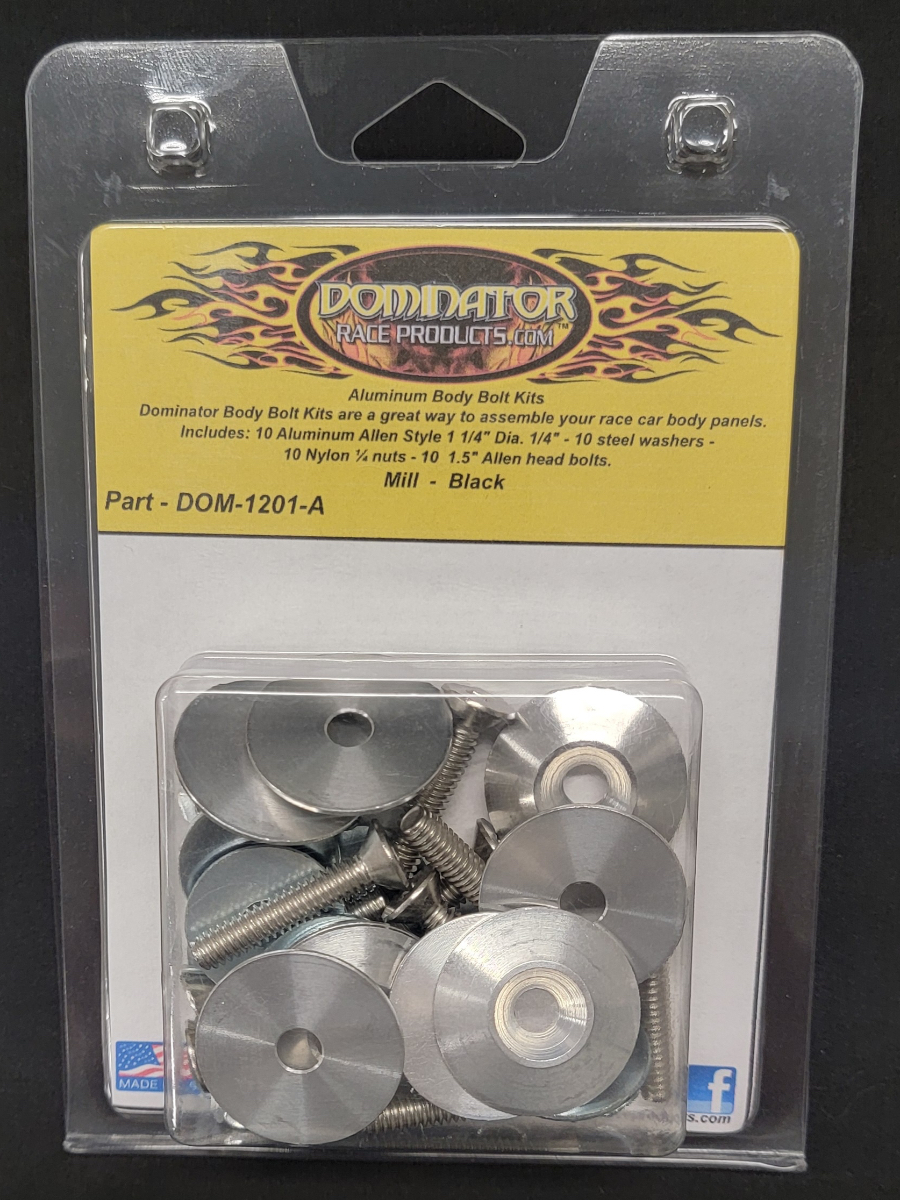 DOMINATOR
RACE PRODUCTS.COM™
Aluminum Body Bolt Kits
Dominator Body Bolt Kits are a great way to assemble your race car body panels.
Includes: 10 Aluminum Allen Style 1 1/4" Dia. 1/4" - 10 steel washers -
10 Nylon ¼ nuts - 10 1.5" Allen head bolts.
Mill - Black
Part - DOM-1201-A
MADE
f
s.com